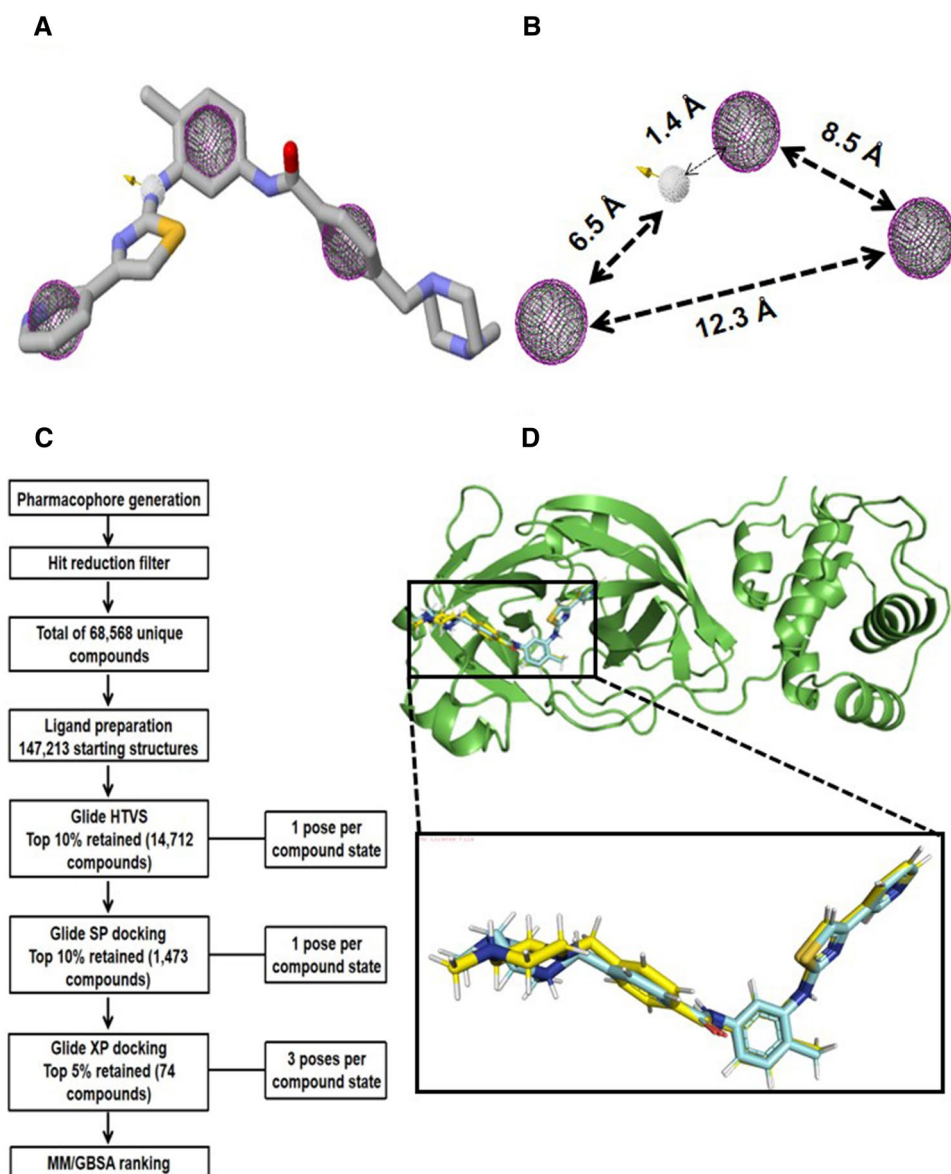 A
B
1.4 Å
8.5 Å
6.5 Å
12.3 Å
C
D
Pharmacophore generation
Hit reduction filter
Total of 68,568 unique
compounds
Ligand preparation
147,213 starting structures
Glide HTVS
Top 10% retained (14,712
compounds)
1 pose per
compound state
Glide SP docking
Top 10% retained (1,473
compounds)
1 pose per
compound state
Glide XP docking
Top 5% retained (74
compounds)
3 poses per
compound state
MM/GBSA ranking